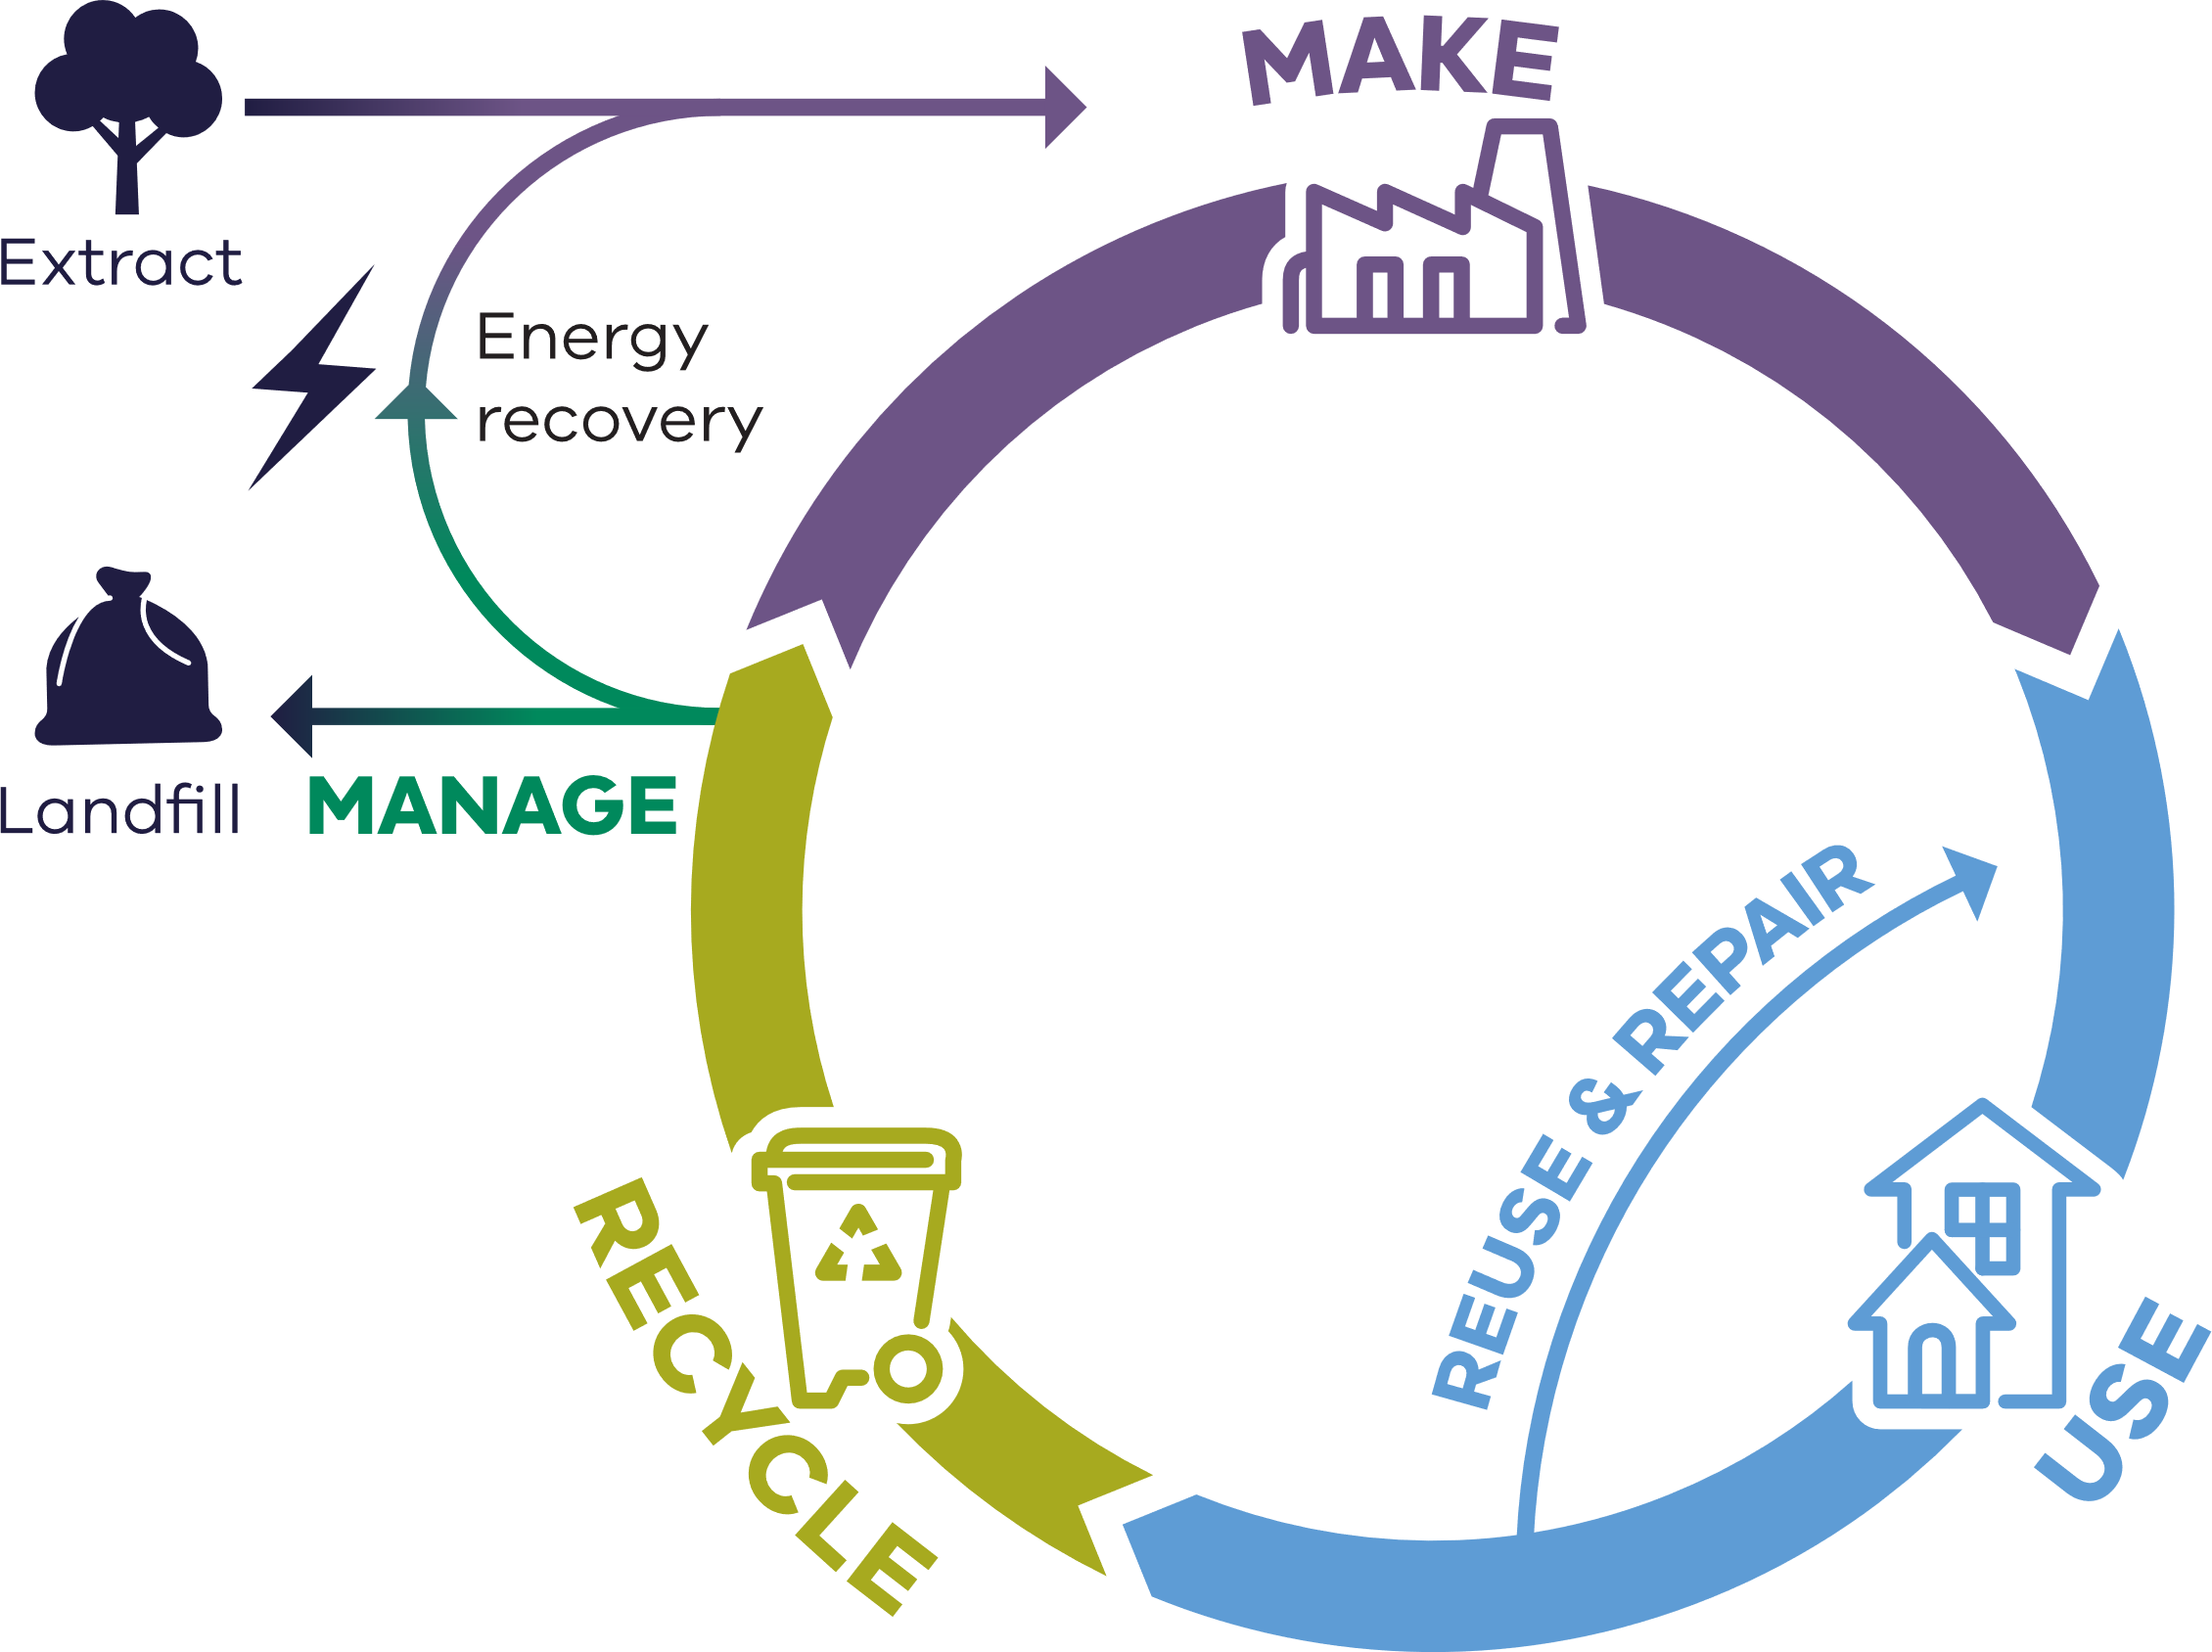 MAKE
Extract
Energy
recovery
Landfill
MANAGE
REUSE & REPAIR
RECYCLE
USE